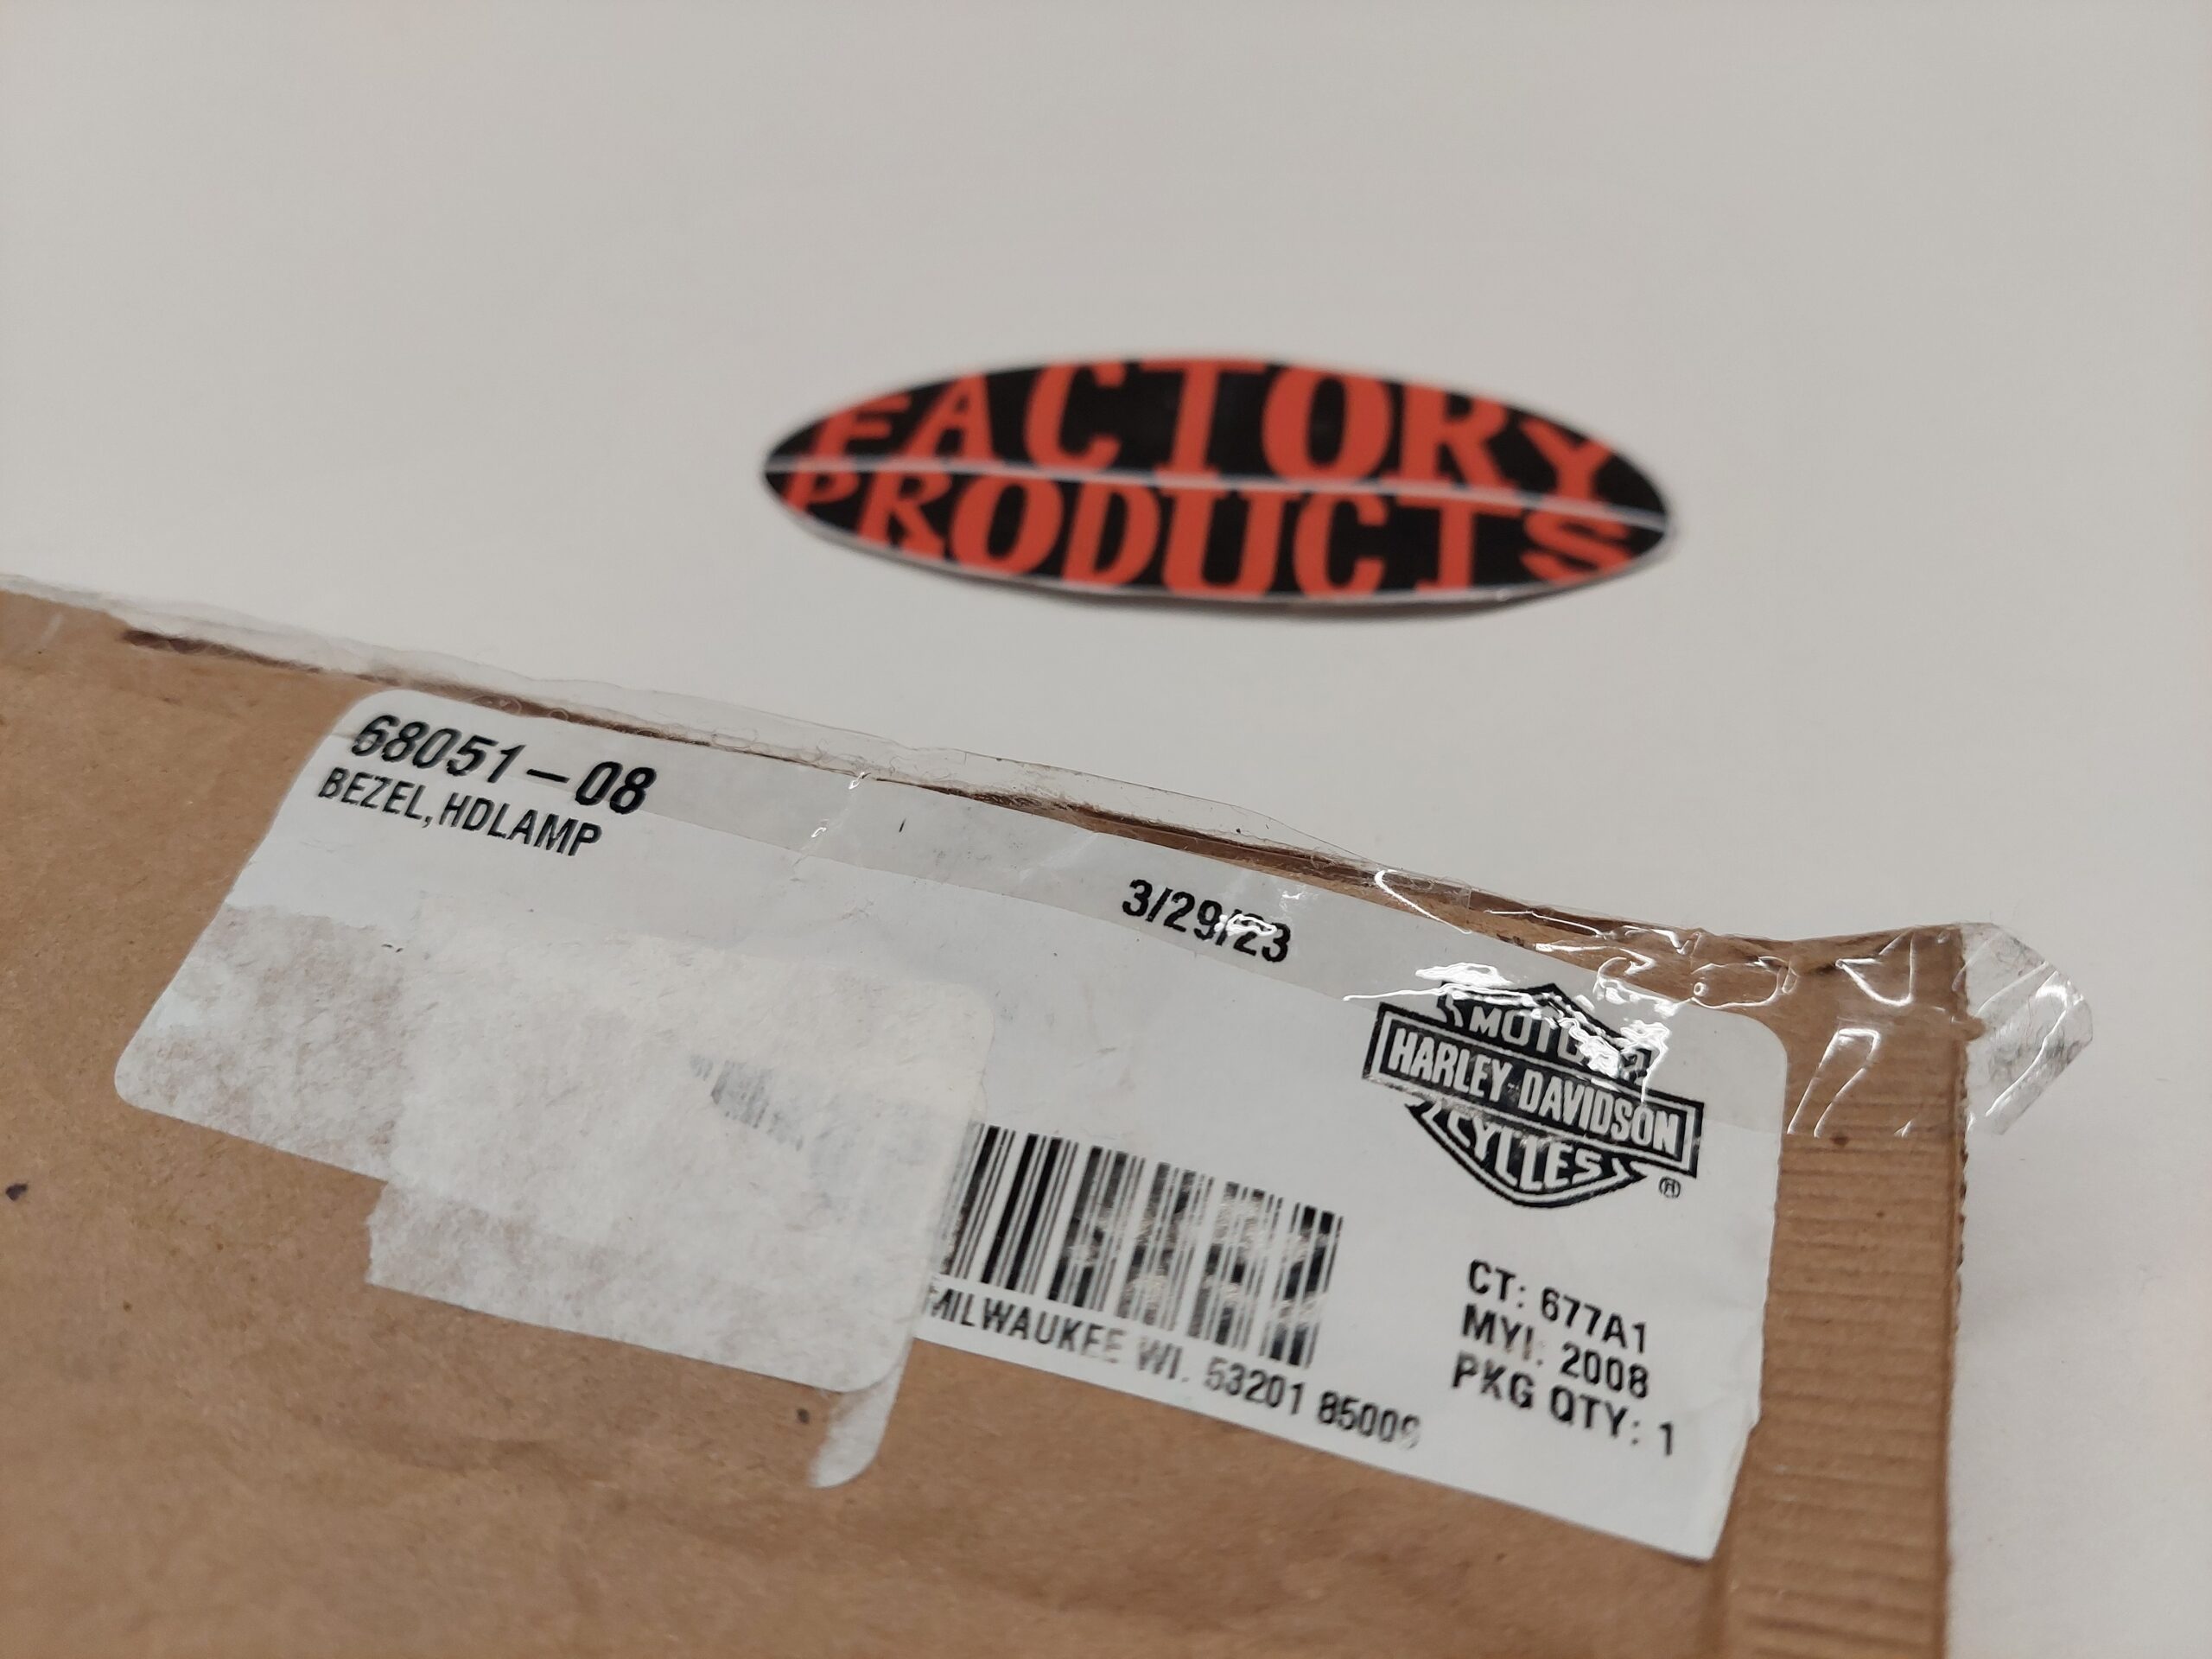 FACTORY
PRODUCTS
68051-08
BEZEL,HDLAMP
3/29/23
MOTOR
HARLEY-DAVIDSON
CYCLES
®
CT: 677A1
MYI: 2008
PKG QTY: 1
MILWAUKEE WI. 53201 85009